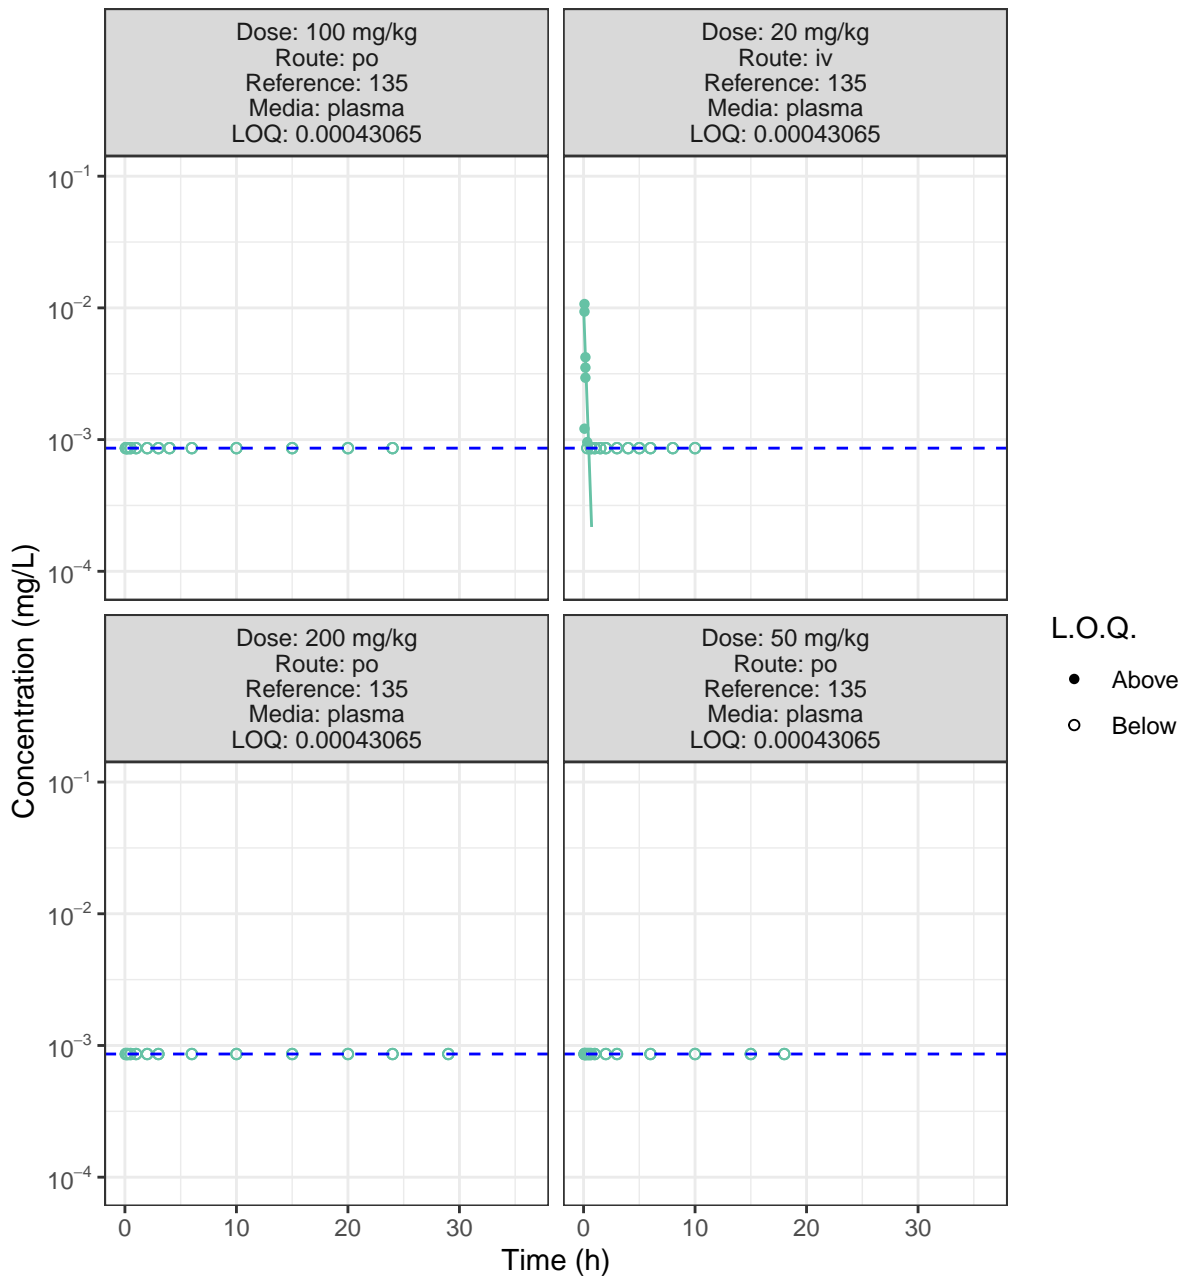 Dose: 100 mg/kg
Route: po
Reference: 135
Media: plasma
LOQ: 0.00043065
Dose: 20 mg/kg
Route: iv
Reference: 135
Media: plasma
LOQ: 0.00043065
10⁻¹
10⁻²
10⁻³
10⁻⁴
Dose: 200 mg/kg
Route: po
Reference: 135
Media: plasma
LOQ: 0.00043065
Dose: 50 mg/kg
Route: po
Reference: 135
Media: plasma
LOQ: 0.00043065
10⁻¹
10⁻²
10⁻³
10⁻⁴
0 10 20 30
0 10 20 30
Time (h)
Concentration (mg/L)
L.O.Q.
Above
Below